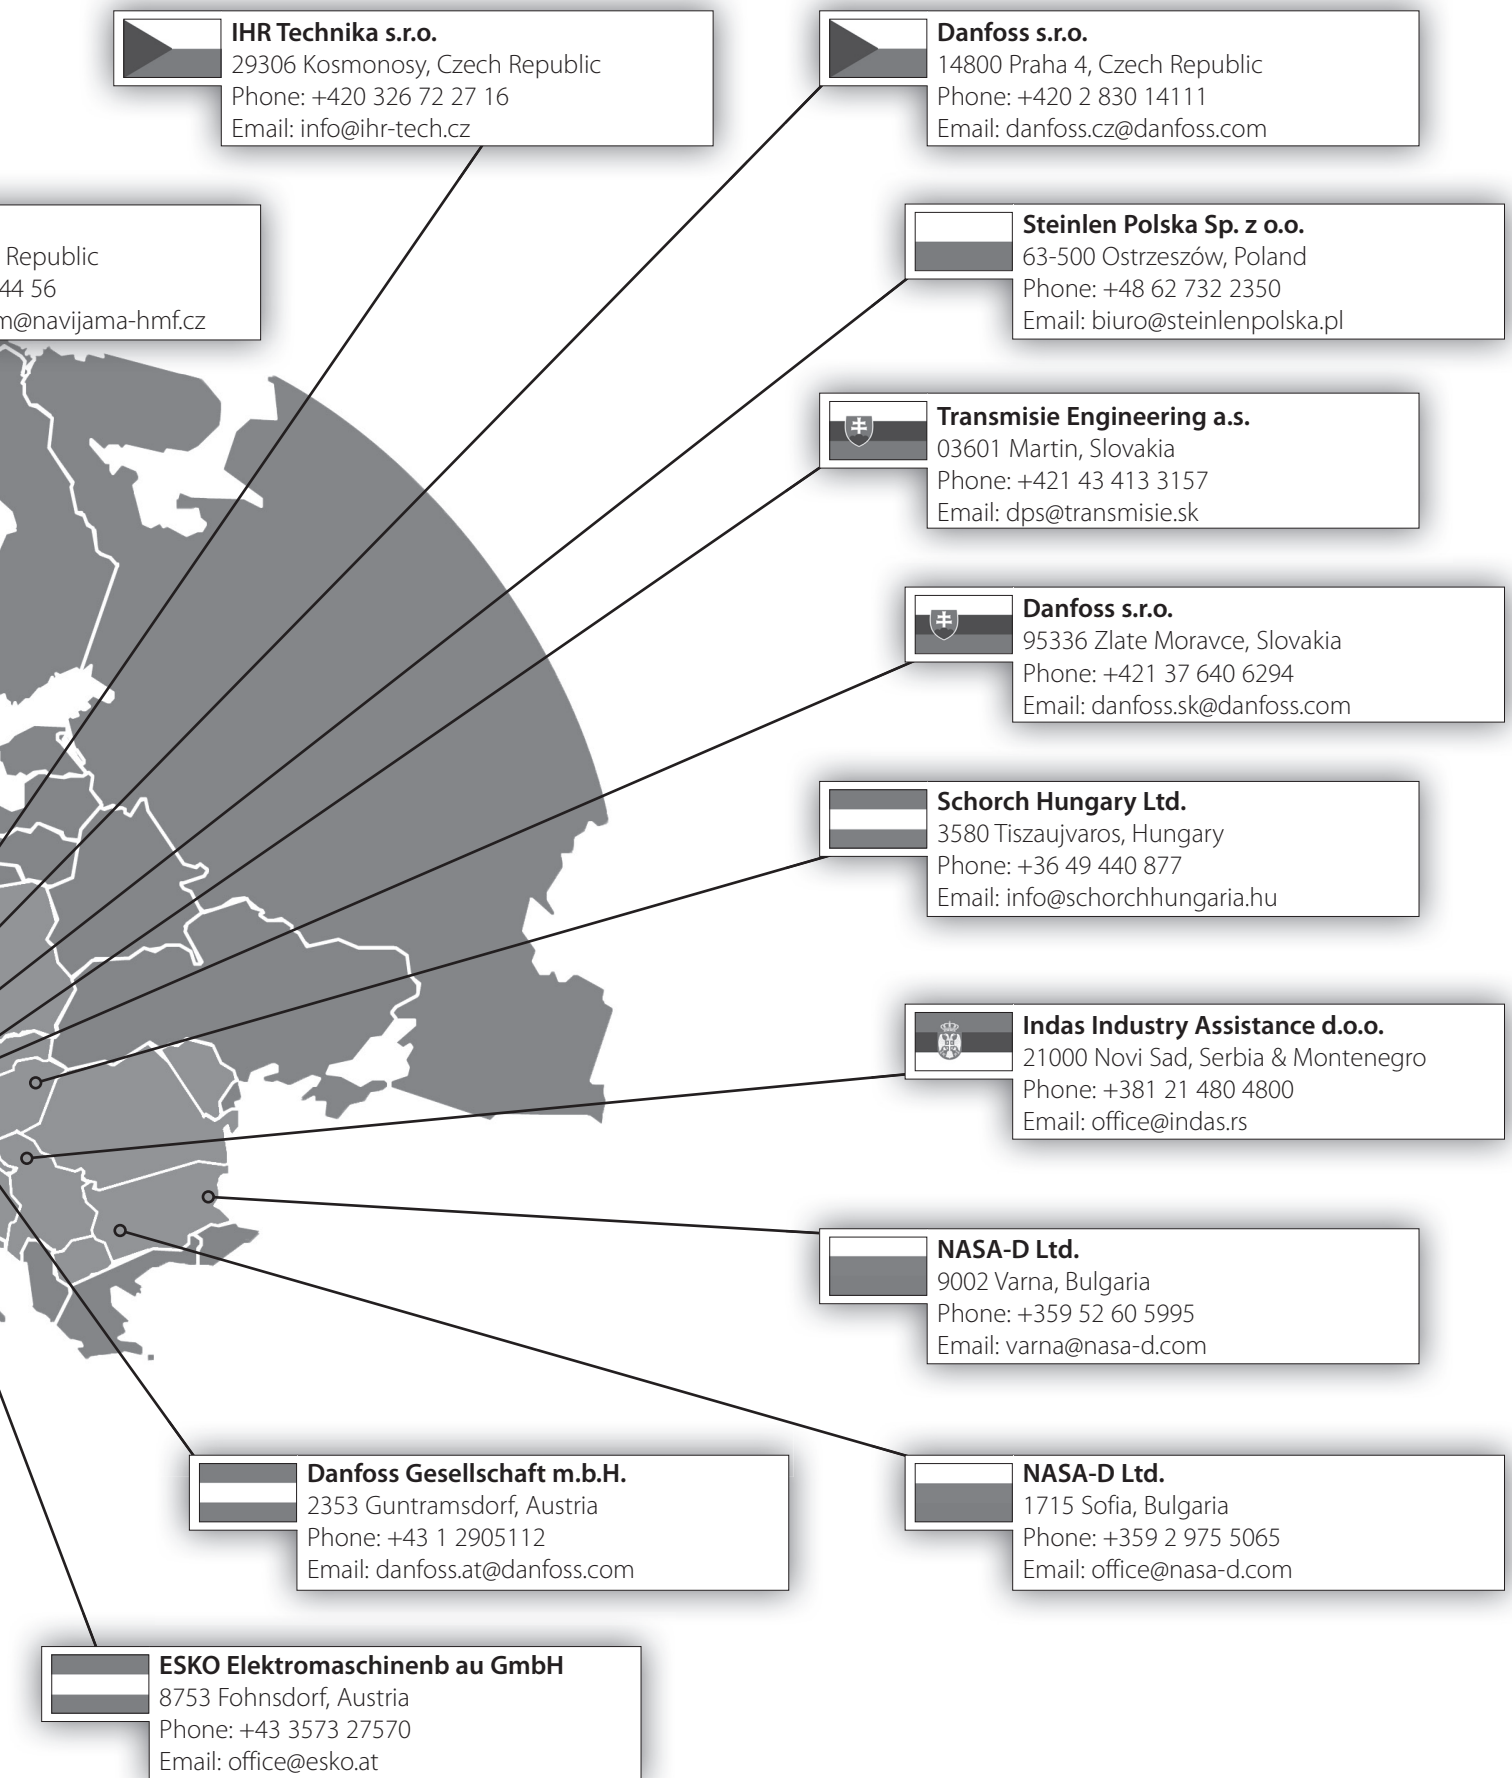 IHR Technika s.r.o.
29306 Kosmonosy, Czech Republic
Phone: +420 326 72 27 16
Email: info@ihr-tech.cz
Danfoss s.r.o.
14800 Praha 4, Czech Republic
Phone: +420 2 830 14111
Email: danfoss.cz@danfoss.com
Republic
44 56
m@navijama-hmf.cz
Steinlen Polska Sp. z o.o.
63-500 Ostrzeszów, Poland
Phone: +48 62 732 2350
Email: biuro@steinlenpolska.pl
Transmisie Engineering a.s.
03601 Martin, Slovakia
Phone: +421 43 413 3157
Email: dps@transmisie.sk
Danfoss s.r.o.
95336 Zlate Moravce, Slovakia
Phone: +421 37 640 6294
Email: danfoss.sk@danfoss.com
Schorch Hungary Ltd.
3580 Tiszaujvaros, Hungary
Phone: +36 49 440 877
Email: info@schorchhungaria.hu
Indas Industry Assistance d.o.o.
21000 Novi Sad, Serbia & Montenegro
Phone: +381 21 480 4800
Email: office@indas.rs
NASA-D Ltd.
9002 Varna, Bulgaria
Phone: +359 52 60 5995
Email: varna@nasa-d.com
Danfoss Gesellschaft m.b.H.
2353 Guntramsdorf, Austria
Phone: +43 1 2905112
Email: danfoss.at@danfoss.com
NASA-D Ltd.
1715 Sofia, Bulgaria
Phone: +359 2 975 5065
Email: office@nasa-d.com
ESKO Elektromaschinenb au GmbH
8753 Fohnsdorf, Austria
Phone: +43 3573 27570
Email: office@esko.at